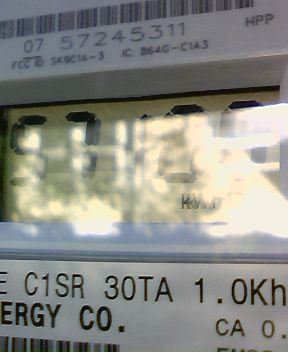 HPP
07 57245311
FCC ID: SK9C1A-3 IC: 864G-C1A3
kWh
E C1SR 30TA 1.0Kh
ERGY CO.
CA 0.